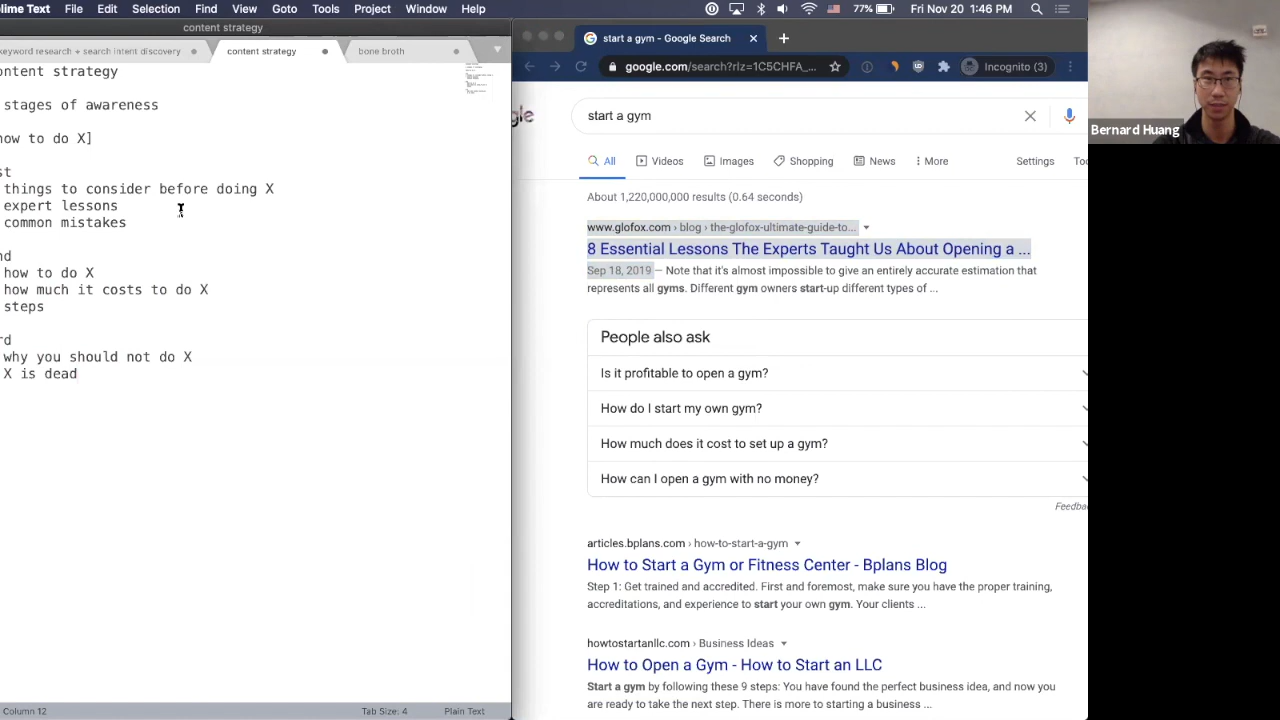 lime Text File Edit Selection Find View Goto Tools Project Window Help
77% Fri Nov 20 1:46 PM
content strategy
keyword research + search intent discovery
content strategy
bone broth
ontent strategy
stages of awareness
how to do X]
st
things to consider before doing X
expert lessons
common mistakes
nd
how to do X
how much it costs to do X
steps
rd
why you should not do X
X is dead
Column 12
Tab Size: 4
Plain Text
start a gym - Google Search
google.com/search?rlz=1C5CHFA_...
Incognito (3)
gle
start a gym
All
Videos
Images
Shopping
News
More
Settings
Too
About 1,220,000,000 results (0.64 seconds)
www.glofox.com › blog › the-glofox-ultimate-guide-to...
8 Essential Lessons The Experts Taught Us About Opening a ...
Sep 18, 2019 — Note that it's almost impossible to give an entirely accurate estimation that
represents all gyms. Different gym owners start-up different types of ...
People also ask
Is it profitable to open a gym?
How do I start my own gym?
How much does it cost to set up a gym?
How can I open a gym with no money?
Feedba
articles.bplans.com › how-to-start-a-gym
How to Start a Gym or Fitness Center - Bplans Blog
Step 1: Get trained and accredited. First and foremost, make sure you have the proper training,
accreditations, and experience to start your own gym. Your clients ...
howtostartanllc.com › Business Ideas
How to Open a Gym - How to Start an LLC
Start a gym by following these 9 steps: You have found the perfect business idea, and now you
are ready to take the next step. There is more to starting a business ...
Bernard Huang